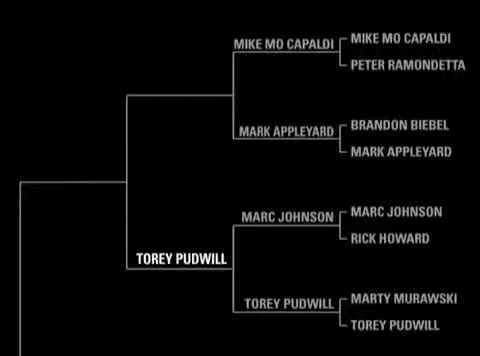 MIKE MO CAPALDI
MIKE MO CAPALDI
PETER RAMONDETTA
MARK APPLEYARD
BRANDON BIEBEL
MARK APPLEYARD
MARC JOHNSON
MARC JOHNSON
RICK HOWARD
TOREY PUDWILL
TOREY PUDWILL
MARTY MURAWSKI
TOREY PUDWILL